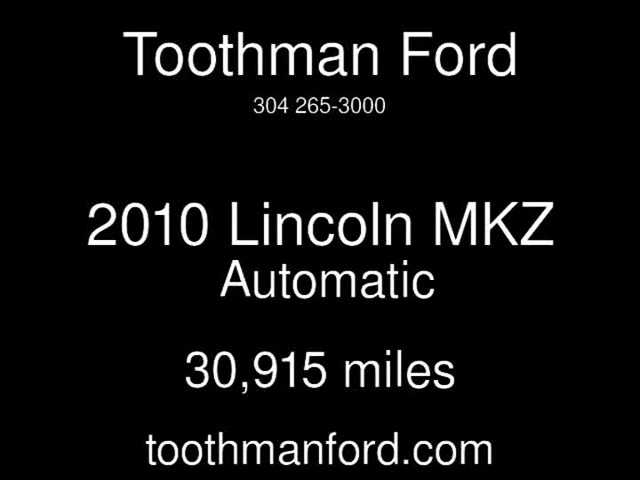 Toothman Ford
304 265-3000
2010 Lincoln MKZ
Automatic
30,915 miles
toothmanford.com